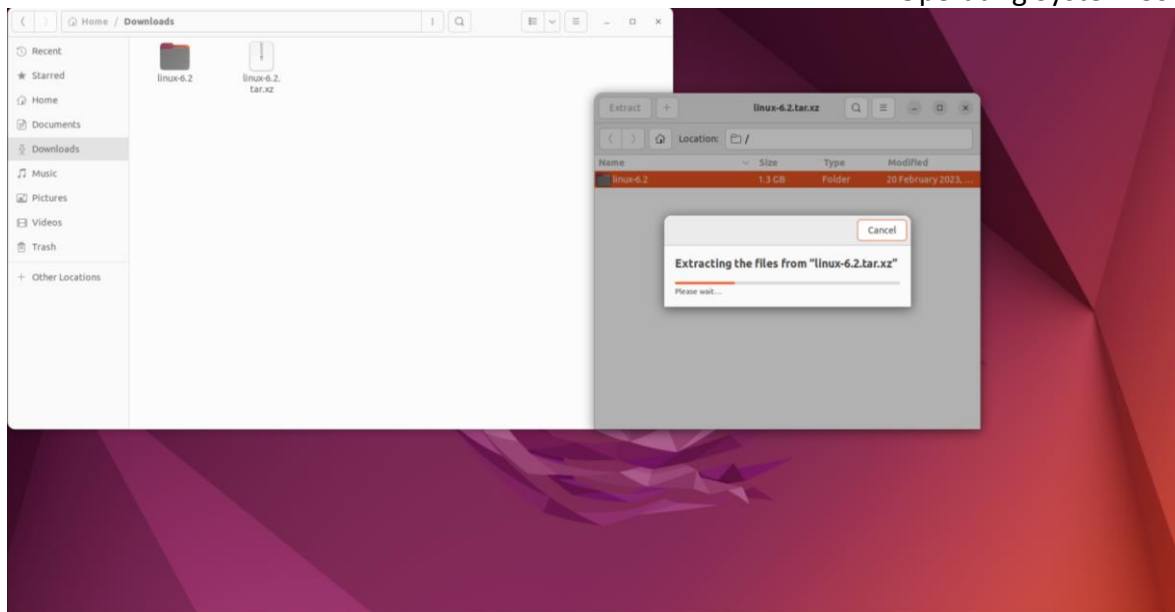 Home / Downloads
Recent
Starred
Home
Documents
Downloads
Music
Pictures
Videos
Trash
Other Locations
linux-6.2
linux-6.2.
tar.xz
Extract
linux-6.2.tar.xz
Location: /
Name Size Type Modified
linux-6.2 1.3 GB Folder 20 February 2023, ...
Cancel
Extracting the files from "linux-6.2.tar.xz"
Please wait...